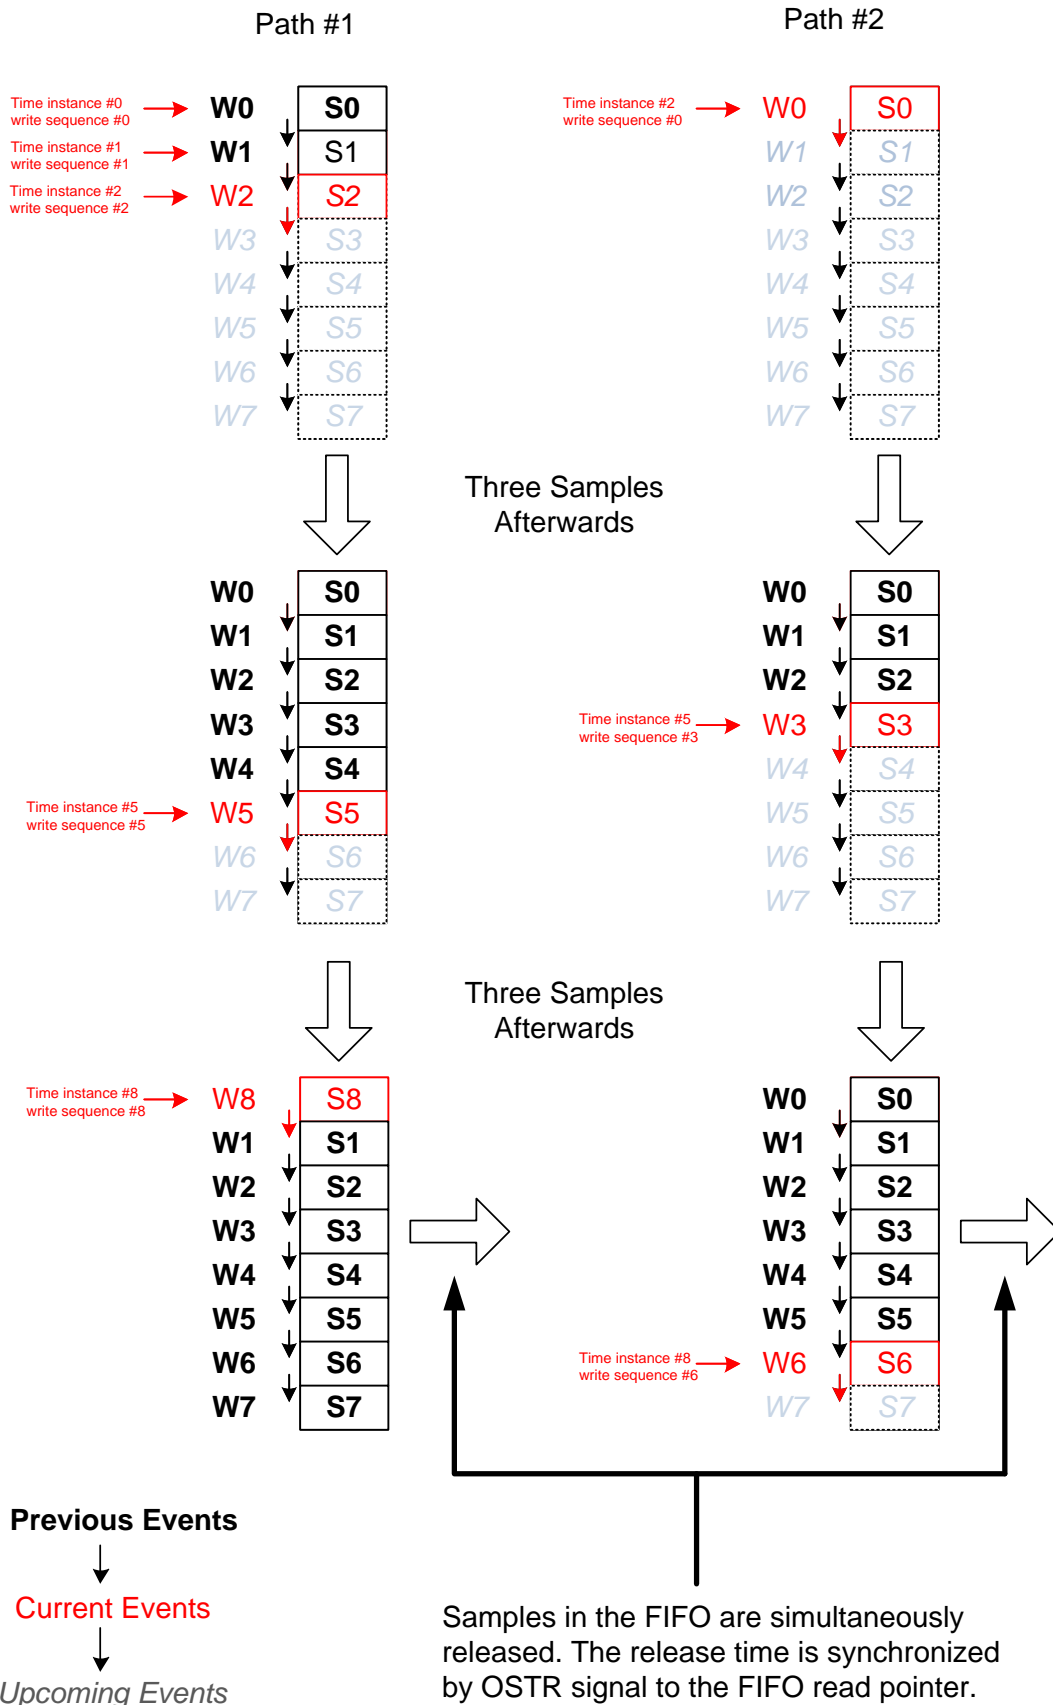 Path #1
Path #2
Time instance #0
write sequence #0
W0
S0
Time instance #1
write sequence #1
W1
S1
Time instance #2
write sequence #2
W2
S2
W3
S3
W4
S4
W5
S5
W6
S6
W7
S7
Time instance #2
write sequence #0
W0
S0
W1
S1
W2
S2
W3
S3
W4
S4
W5
S5
W6
S6
W7
S7
Three Samples
Afterwards
W0
S0
W1
S1
W2
S2
W3
S3
W4
S4
Time instance #5
write sequence #5
W5
S5
W6
S6
W7
S7
W0
S0
W1
S1
W2
S2
Time instance #5
write sequence #3
W3
S3
W4
S4
W5
S5
W6
S6
W7
S7
Three Samples
Afterwards
Time instance #8
write sequence #8
W8
S8
W1
S1
W2
S2
W3
S3
W4
S4
W5
S5
W6
S6
W7
S7
W0
S0
W1
S1
W2
S2
W3
S3
W4
S4
W5
S5
Time instance #8
write sequence #6
W6
S6
W7
S7
Previous Events
Current Events
Upcoming Events
Samples in the FIFO are simultaneously
released. The release time is synchronized
by OSTR signal to the FIFO read pointer.